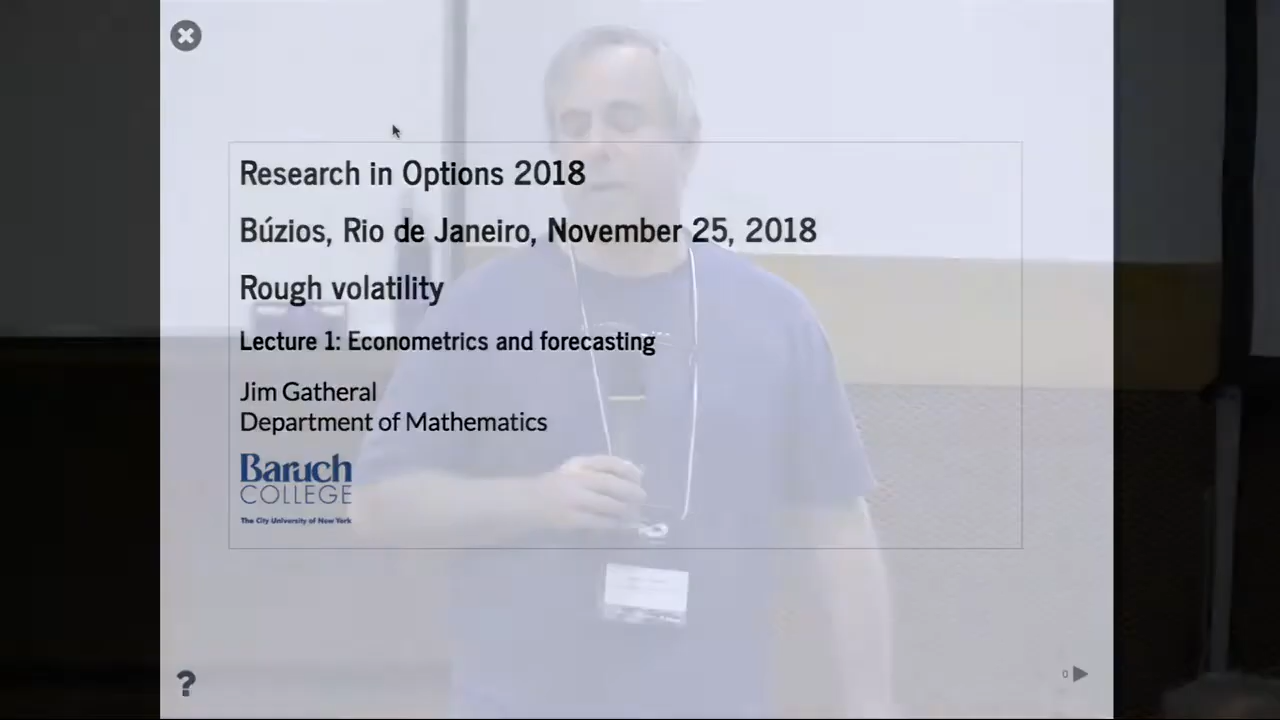 Research in Options 2018
Búzios, Rio de Janeiro, November 25, 2018
Rough volatility
Lecture 1: Econometrics and forecasting
Jim Gatheral
Department of Mathematics
Baruch
COLLEGE
The City University of New York
?
0